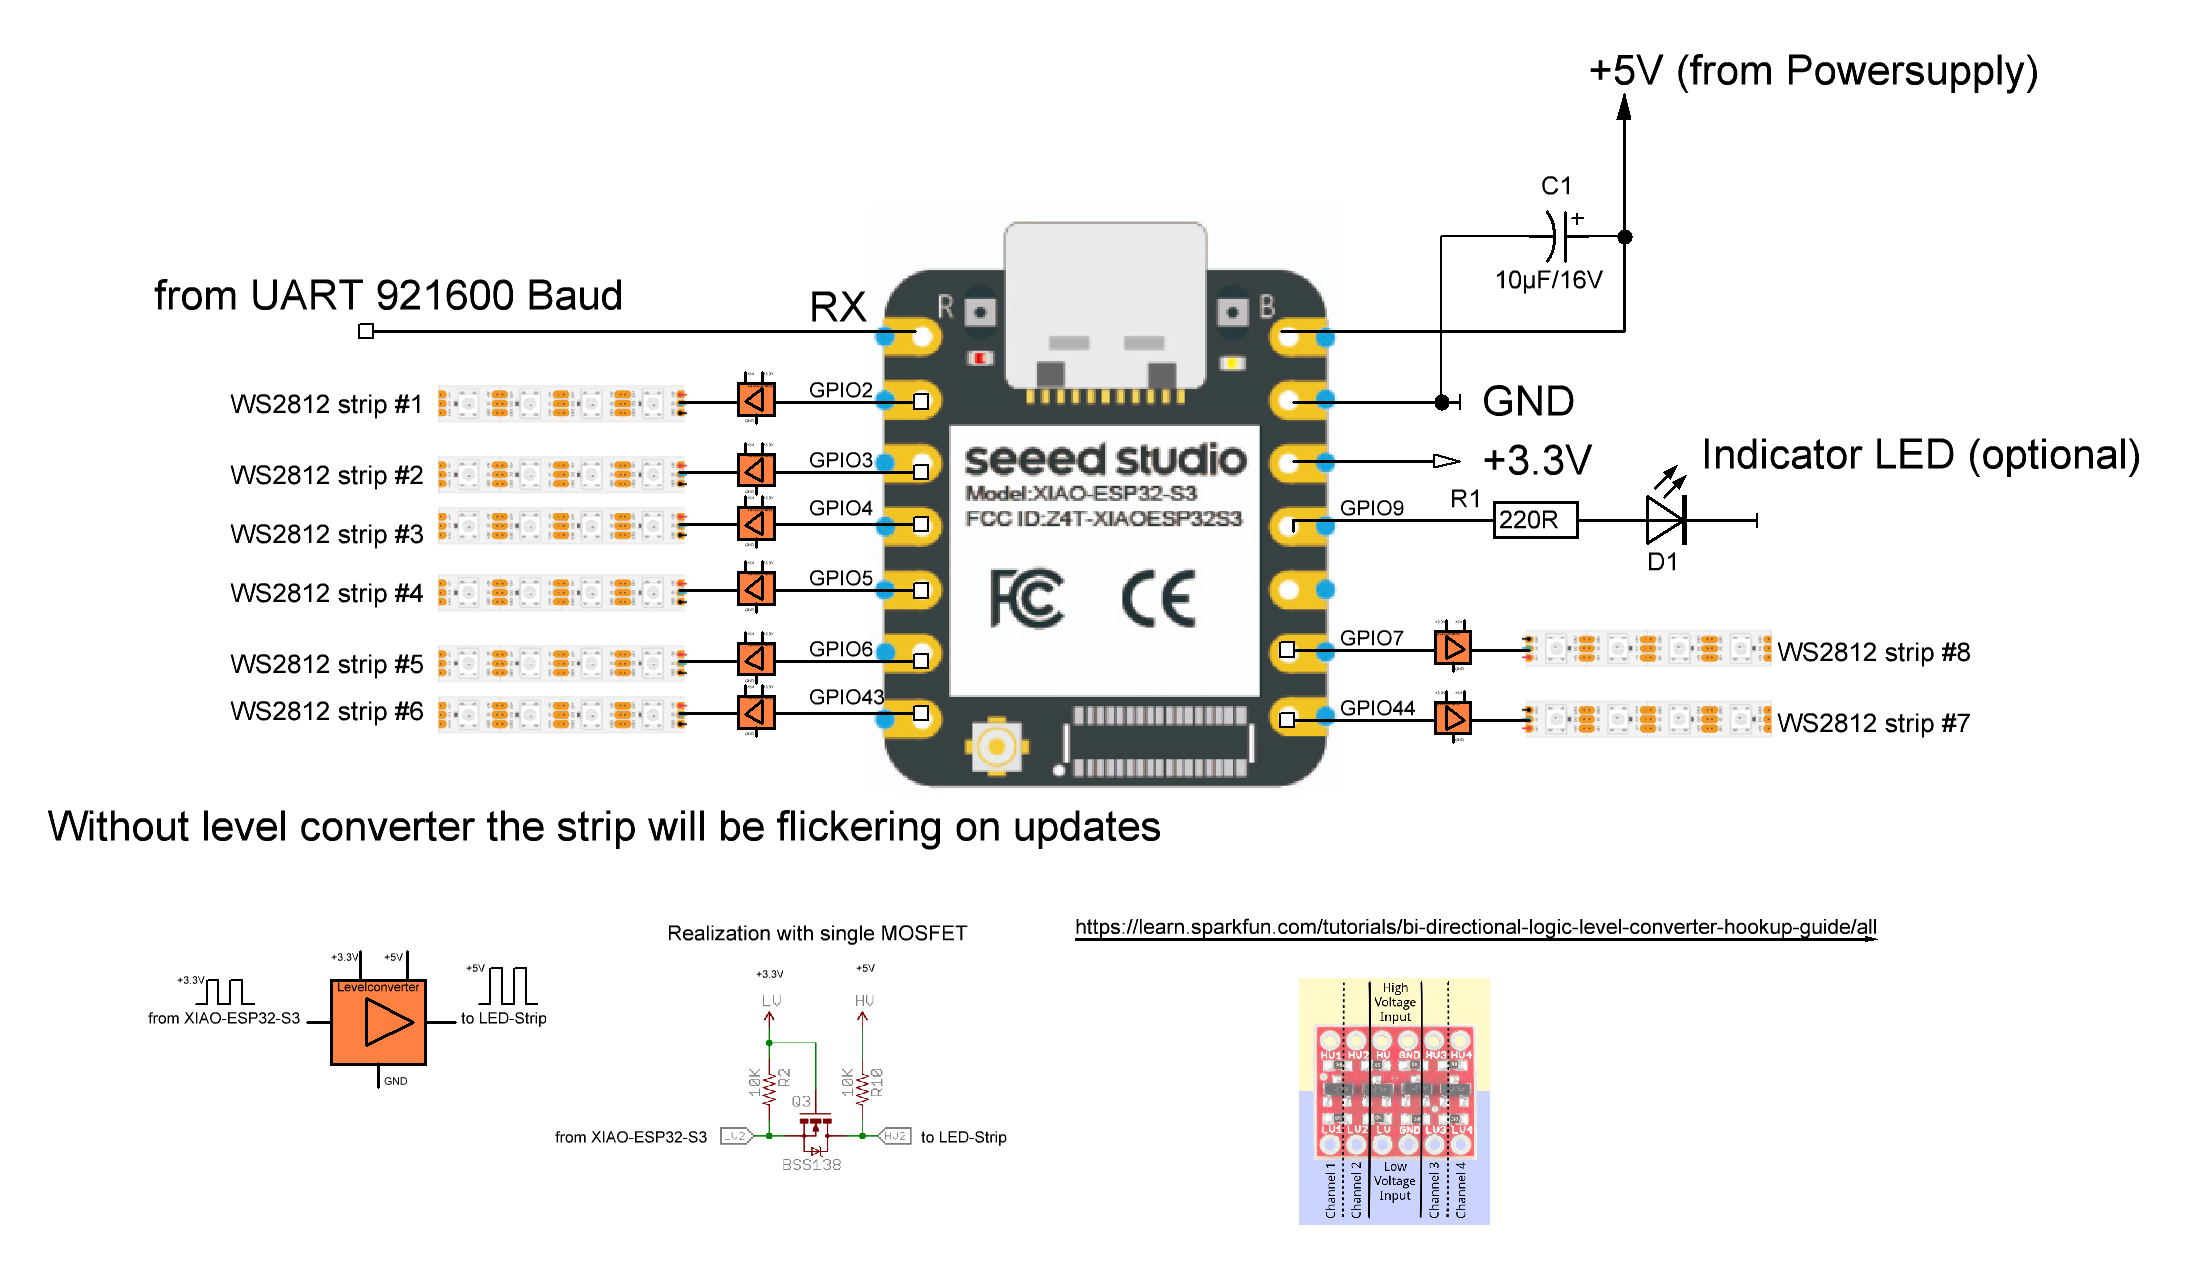 +5V (from Powersupply)
C1
+
10µF/16V
from UART 921600 Baud
RX
R
B
WS2812 strip #1
GPIO2
GND
WS2812 strip #2
GPIO3
seeed studio
Model:XIAO-ESP32-S3
FCC ID:Z4T-XIAOESP32S3
+3.3V
Indicator LED (optional)
WS2812 strip #3
GPIO4
GPIO9
R1
220R
D1
WS2812 strip #4
GPIO5
FC CE
WS2812 strip #5
GPIO6
GPIO7
WS2812 strip #8
WS2812 strip #6
GPIO43
GPIO44
WS2812 strip #7
Without level converter the strip will be flickering on updates
+3.3V
+5V
Levelconverter
+3.3V
+5V
from XIAO-ESP32-S3
to LED-Strip
GND
Realization with single MOSFET
+3.3V
+5V
LV
HV
10K
R2
10K
R10
Q3
from XIAO-ESP32-S3
LV2
HV2
to LED-Strip
BSS138
https://learn.sparkfun.com/tutorials/bi-directional-logic-level-converter-hookup-guide/all
High
Voltage
Input
HV1 HV2 HV GND HV3 HV4
LV1 LV2 LV GND LV3 LV4
Low
Voltage
Input
Channel 1
Channel 2
Channel 3
Channel 4